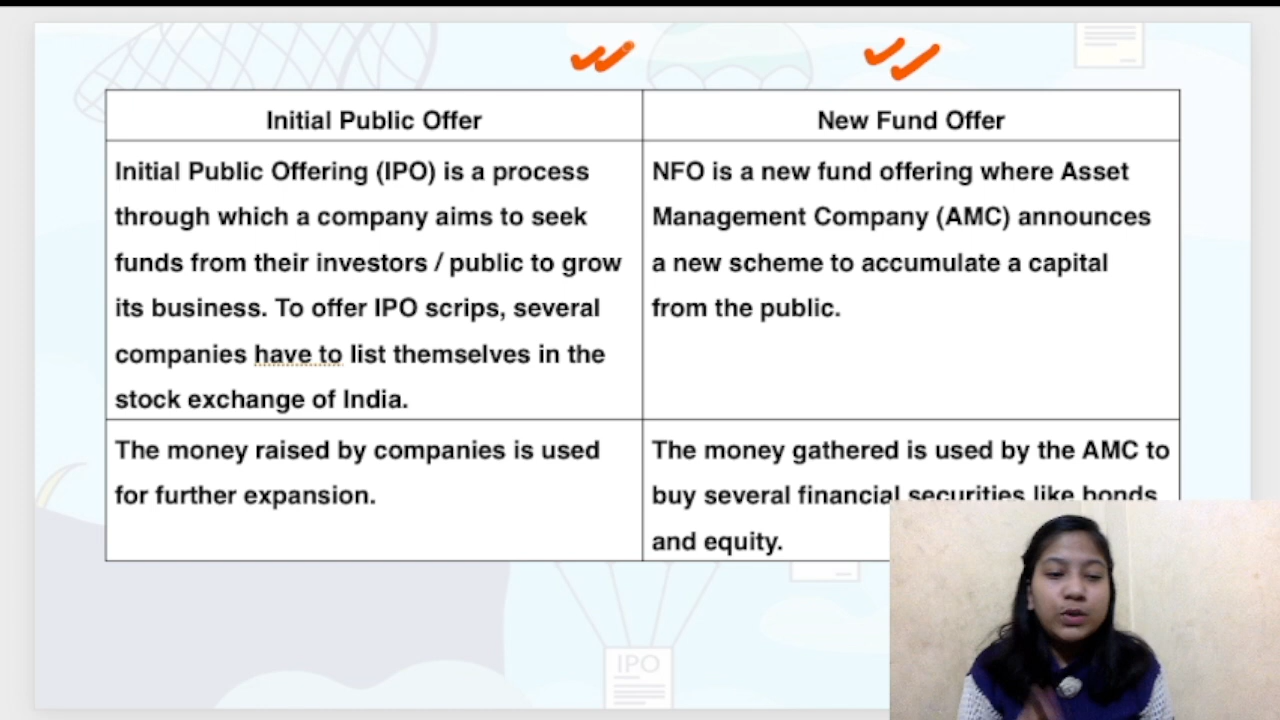 Initial Public Offer
New Fund Offer
Initial Public Offering (IPO) is a process
through which a company aims to seek
funds from their investors / public to grow
its business. To offer IPO scrips, several
companies have to list themselves in the
stock exchange of India.
NFO is a new fund offering where Asset
Management Company (AMC) announces
a new scheme to accumulate a capital
from the public.
The money raised by companies is used
for further expansion.
The money gathered is used by the AMC to
buy several financial securities like bonds
and equity.
IPO